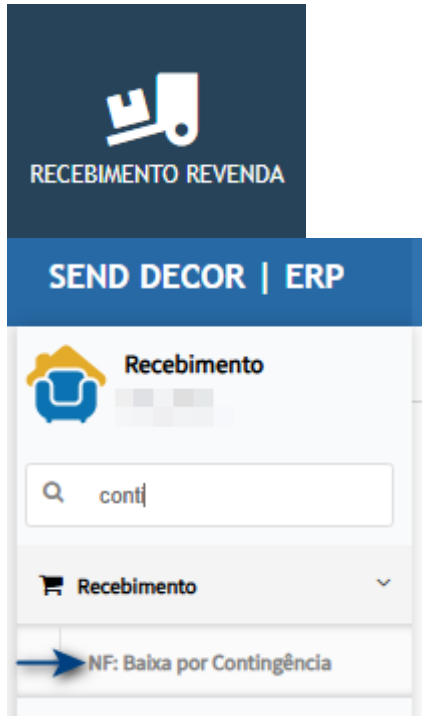 RECEBIMENTO REVENDA
SEND DECOR | ERP
Recebimento
conti
Recebimento
NF: Baixa por Contingência